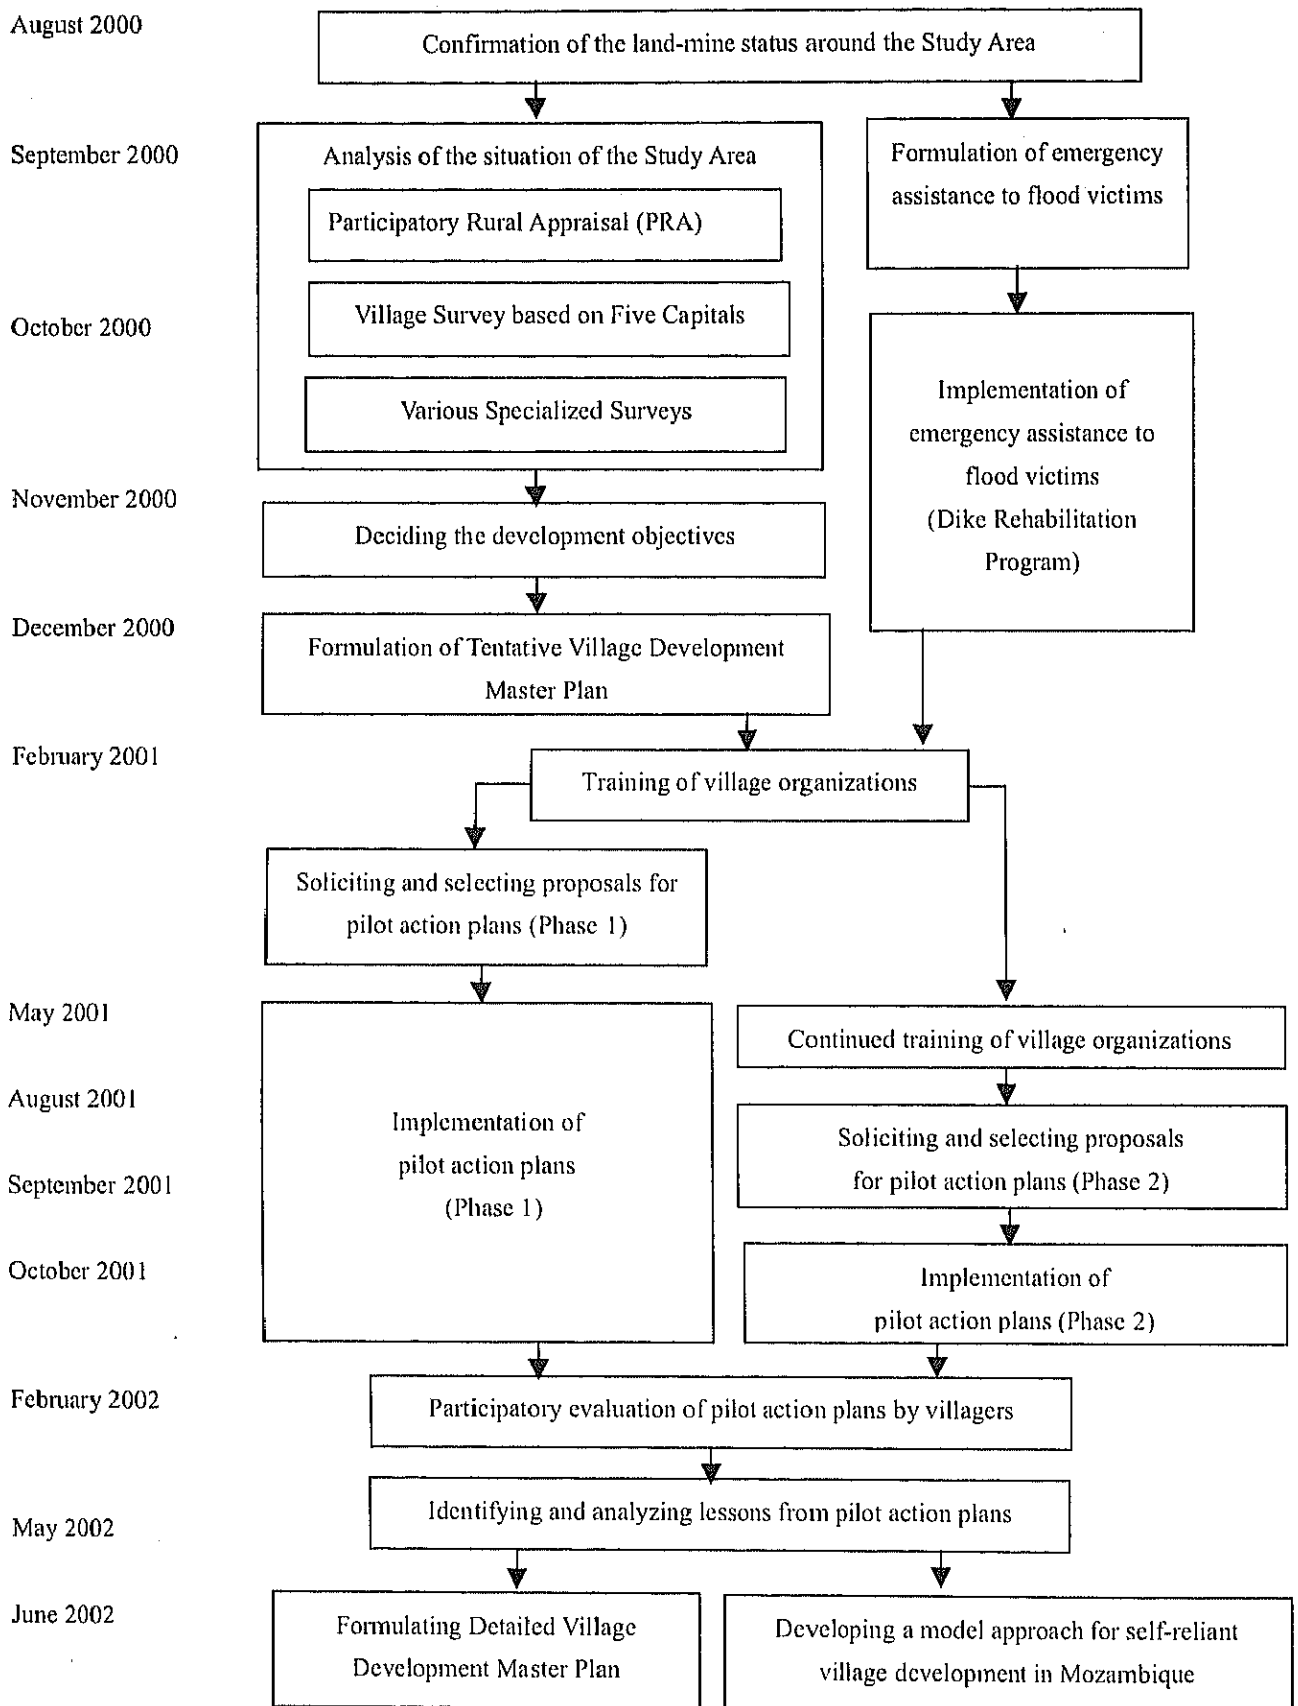 August 2000
Confirmation of the land-mine status around the Study Area
September 2000
Analysis of the situation of the Study Area
Participatory Rural Appraisal (PRA)
Formulation of emergency
assistance to flood victims
October 2000
Village Survey based on Five Capitals
Various Specialized Surveys
Implementation of
emergency assistance to
flood victims
(Dike Rehabilitation
Program)
November 2000
Deciding the development objectives
December 2000
Formulation of Tentative Village Development
Master Plan
February 2001
Training of village organizations
Soliciting and selecting proposals for
pilot action plans (Phase 1)
May 2001
Continued training of village organizations
August 2001
Implementation of
pilot action plans
(Phase 1)
Soliciting and selecting proposals
for pilot action plans (Phase 2)
September 2001
October 2001
Implementation of
pilot action plans (Phase 2)
February 2002
Participatory evaluation of pilot action plans by villagers
Identifying and analyzing lessons from pilot action plans
May 2002
June 2002
Formulating Detailed Village
Development Master Plan
Developing a model approach for self-reliant
village development in Mozambique